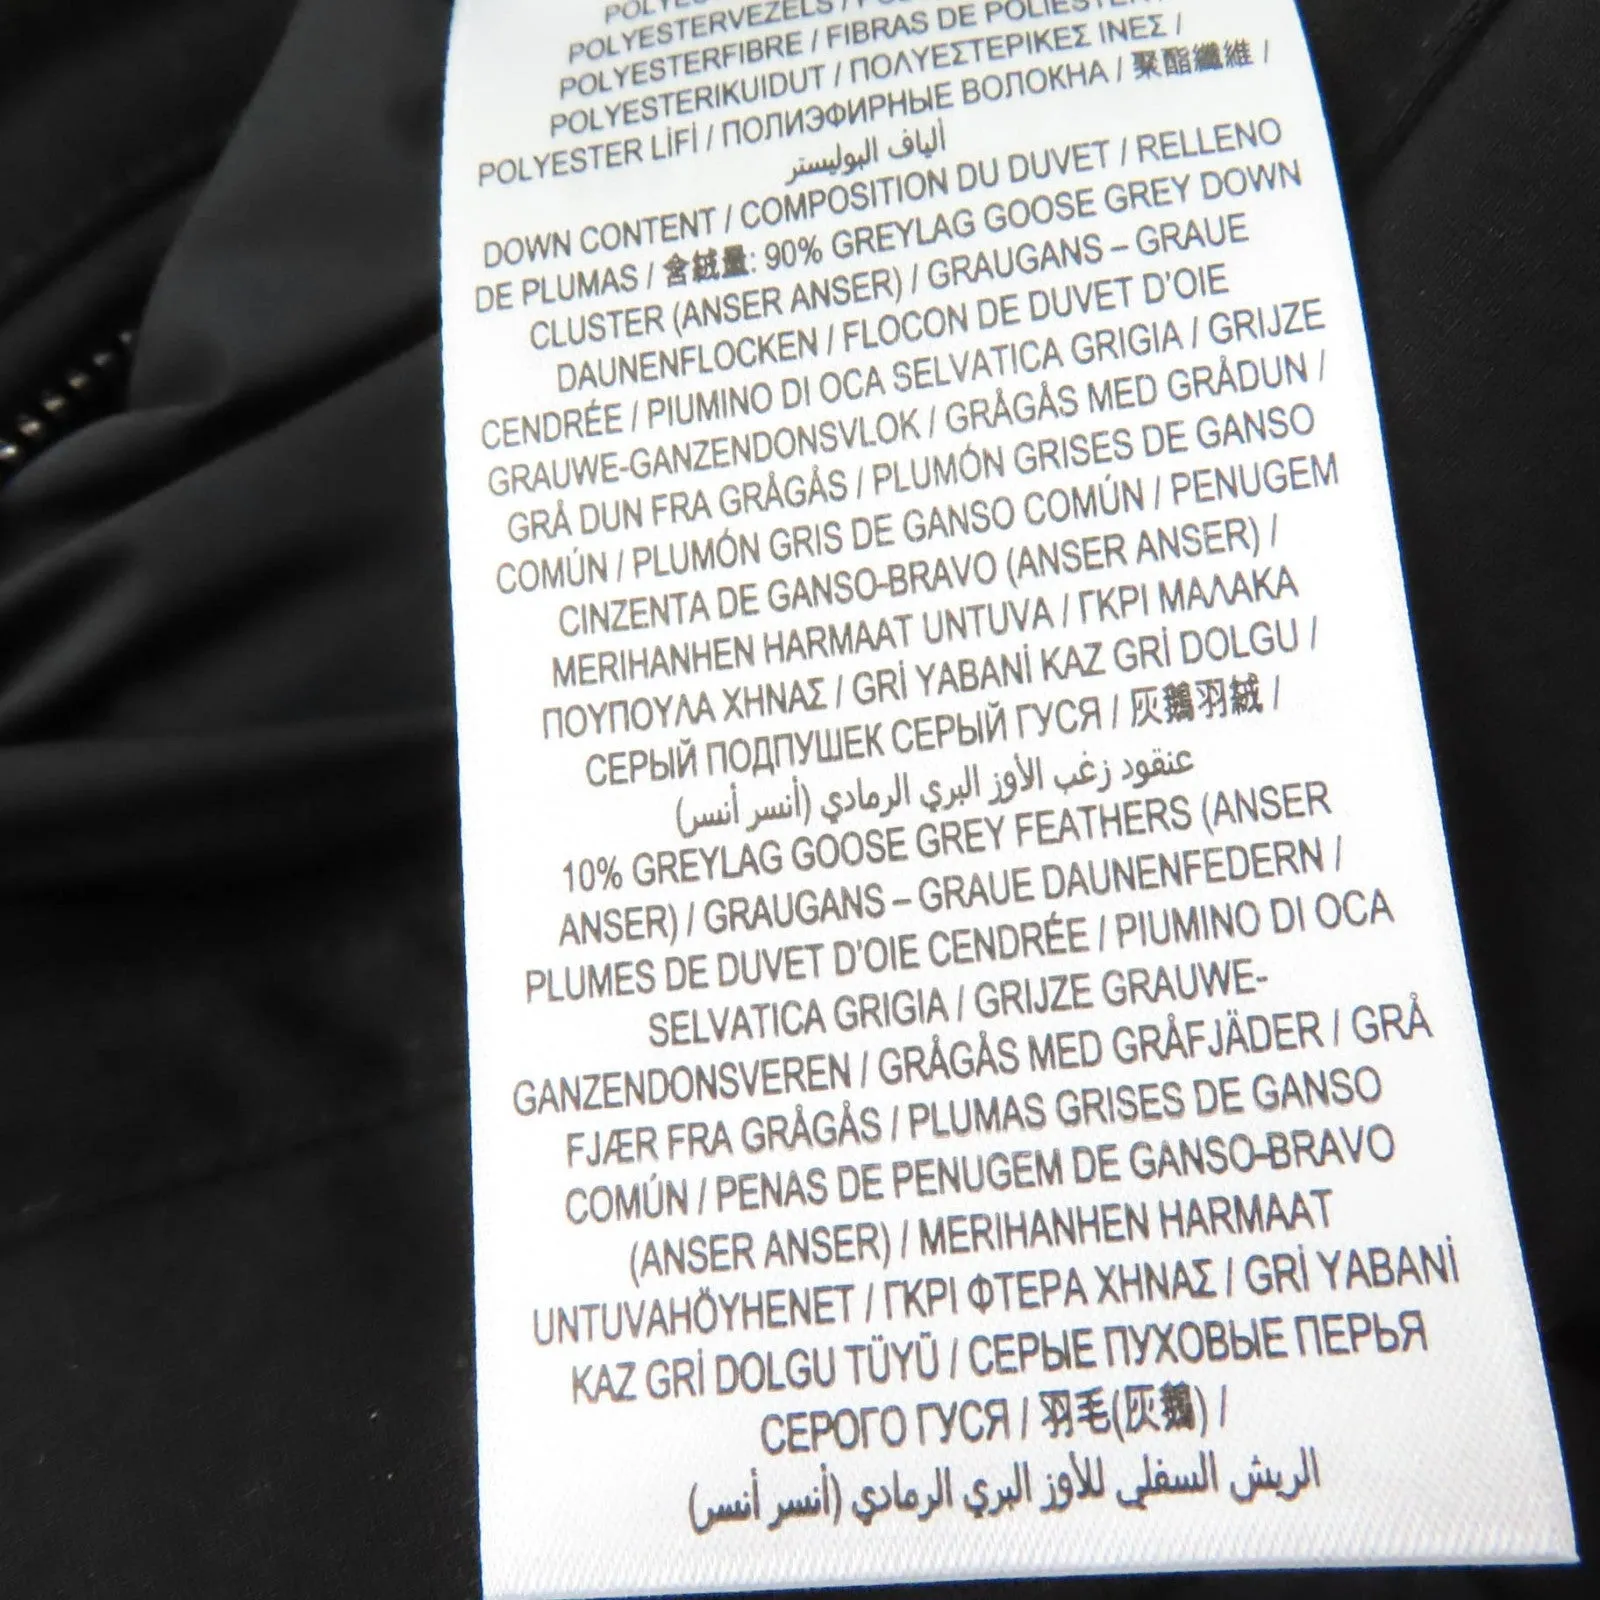 POLYESTERVEZELS /
POLYESTERFIBRE / FIBRAS DE POLIÉSTER
POLYESTERIKUIDUT / ΠΟΛΥΕΣΤΕΡΙΚΕΣ ΙΝΕΣ /
POLYESTER LİFİ / ПОЛИЭФИРНЫЕ ВОЛОКНА / 聚酯纖維 /
ألياف البوليستر
DOWN CONTENT / COMPOSITION DU DUVET / RELLENO
DE PLUMAS / 含絨量: 90% GREYLAG GOOSE GREY DOWN
CLUSTER (ANSER ANSER) / GRAUGANS – GRAUE
DAUNENFLOCKEN / FLOCON DE DUVET D'OIE
CENDRÉE / PIUMINO DI OCA SELVATICA GRIGIA / GRIJZE
GRAUWE-GANZENDONSVLOK / GRÅGÅS MED GRÅDUN /
GRÅ DUN FRA GRÅGÅS / PLUMÓN GRISES DE GANSO
COMÚN / PLUMÓN GRIS DE GANSO COMÚN / PENUGEM
CINZENTA DE GANSO-BRAVO (ANSER ANSER) /
MERIHANHEN HARMAAT UNTUVA / ΓΚΡΙ ΜΑΛΑΚΑ
ΠΟΥΠΟΥΛΑ ΧΗΝΑΣ / GRİ YABANİ KAZ GRİ DOLGU /
СЕРЫЙ ПОДПУШЕК СЕРЫЙ ГУСЯ / 灰鵝羽絨 /
عنقود زغب الأوز البري الرمادي (أنسر أنسر)
10% GREYLAG GOOSE GREY FEATHERS (ANSER
ANSER) / GRAUGANS – GRAUE DAUNENFEDERN /
PLUMES DE DUVET D'OIE CENDRÉE / PIUMINO DI OCA
SELVATICA GRIGIA / GRIJZE GRAUWE-
GANZENDONSVEREN / GRÅGÅS MED GRÅFJÄDER / GRÅ
FJÆR FRA GRÅGÅS / PLUMAS GRISES DE GANSO
COMÚN / PENAS DE PENUGEM DE GANSO-BRAVO
(ANSER ANSER) / MERIHANHEN HARMAAT
UNTUVAHÖYHENET / ΓΚΡΙ ΦΤΕΡΑ ΧΗΝΑΣ / GRİ YABANİ
KAZ GRİ DOLGU TÜYÜ / СЕРЫЕ ПУХОВЫЕ ПЕРЬЯ
СЕРОГО ГУСЯ / 羽毛(灰鵝) /
الريش السفلي للأوز البري الرمادي (أنسر أنسر)